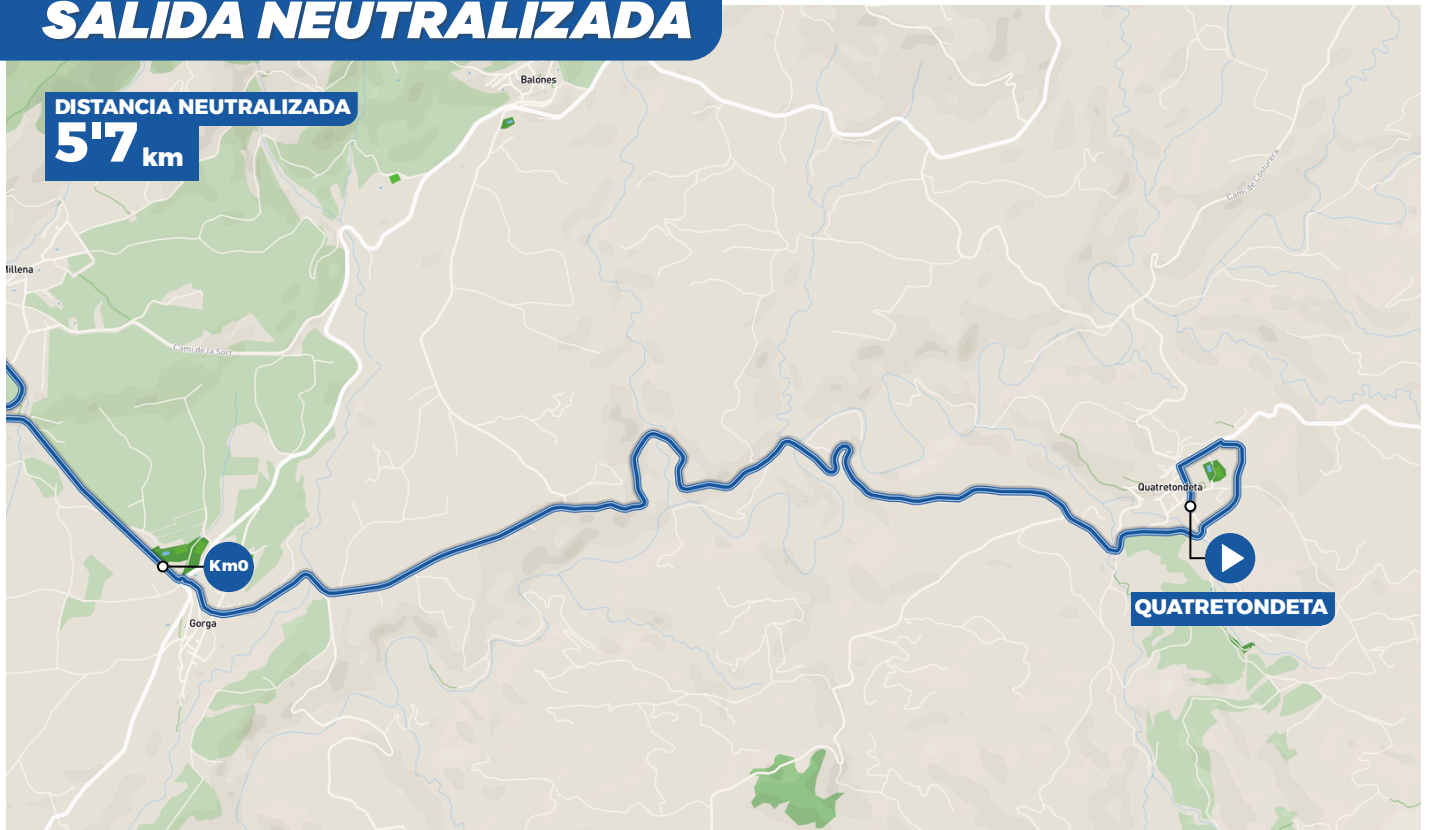 SALIDA NEUTRALIZADA
Balones
DISTANCIA NEUTRALIZADA
5'7 km
Camí de Costurera
Millena
Camí de la Sort
Quatretondeta
Km0
QUATRETONDETA
Gorga